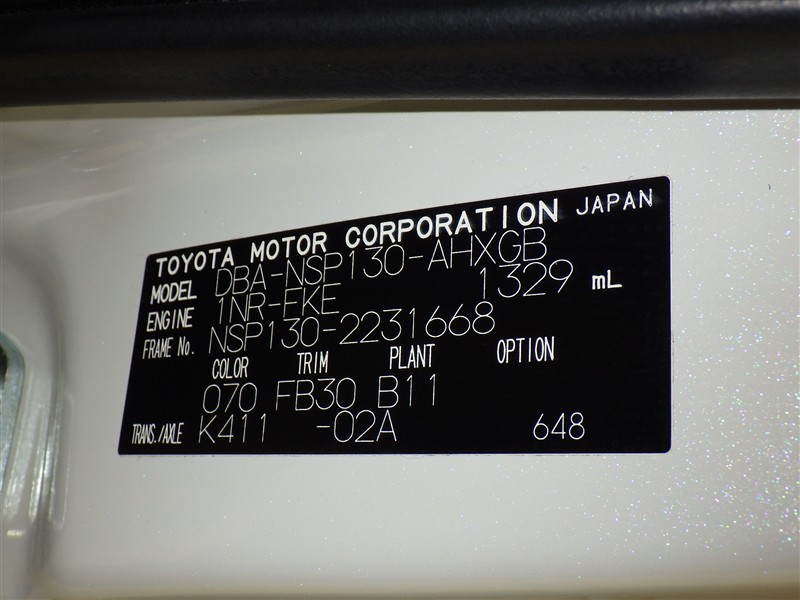 TOYOTA MOTOR CORPORATION JAPAN
MODEL DBA-NSP130-AHXGB
ENGINE 1NR-FKE 1329 mL
FRAME No. NSP130-2231668
COLOR TRIM PLANT OPTION
070 FB30 B11
TRANS./AXLE K411 -02A 648